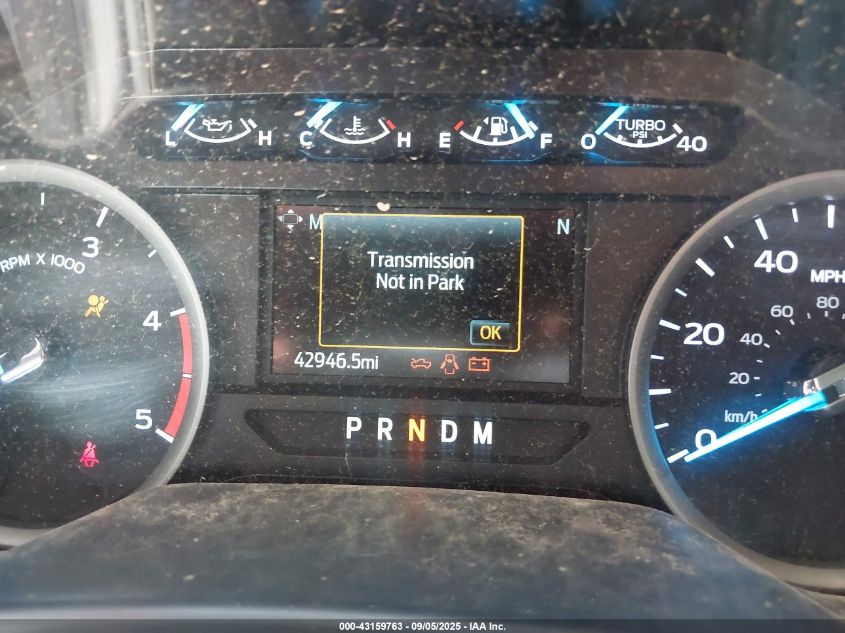 L H C H E F 0 TURBO PSI 40
RPM X 1000
3
4
5
M N
Transmission
Not in Park
OK
42946.5mi
P R N D M
40 MPH
60 80
20 40
20
km/h
0
000-43159763 - 09/05/2025 - IAA Inc.